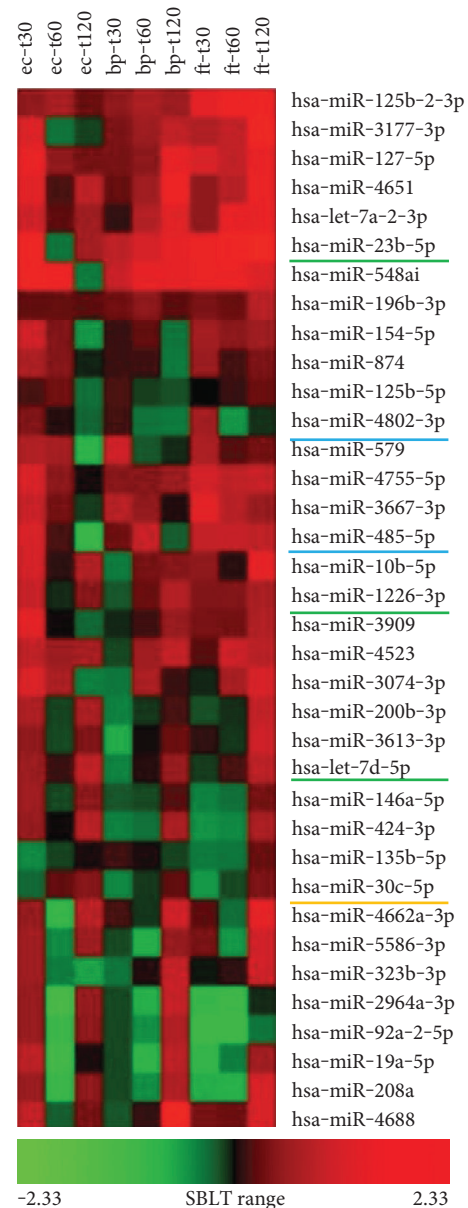 ec-t30
ec-t60
ec-t120
bp-t30
bp-t60
bp-t120
ft-t30
ft-t60
ft-t120
hsa-miR-125b-2-3p
hsa-miR-3177-3p
hsa-miR-127-5p
hsa-miR-4651
hsa-let-7a-2-3p
hsa-miR-23b-5p
hsa-miR-548ai
hsa-miR-196b-3p
hsa-miR-154-5p
hsa-miR-874
hsa-miR-125b-5p
hsa-miR-4802-3p
hsa-miR-579
hsa-miR-4755-5p
hsa-miR-3667-3p
hsa-miR-485-5p
hsa-miR-10b-5p
hsa-miR-1226-3p
hsa-miR-3909
hsa-miR-4523
hsa-miR-3074-3p
hsa-miR-200b-3p
hsa-miR-3613-3p
hsa-let-7d-5p
hsa-miR-146a-5p
hsa-miR-424-3p
hsa-miR-135b-5p
hsa-miR-30c-5p
hsa-miR-4662a-3p
hsa-miR-5586-3p
hsa-miR-323b-3p
hsa-miR-2964a-3p
hsa-miR-92a-2-5p
hsa-miR-19a-5p
hsa-miR-208a
hsa-miR-4688
-2.33 SBLT range 2.33